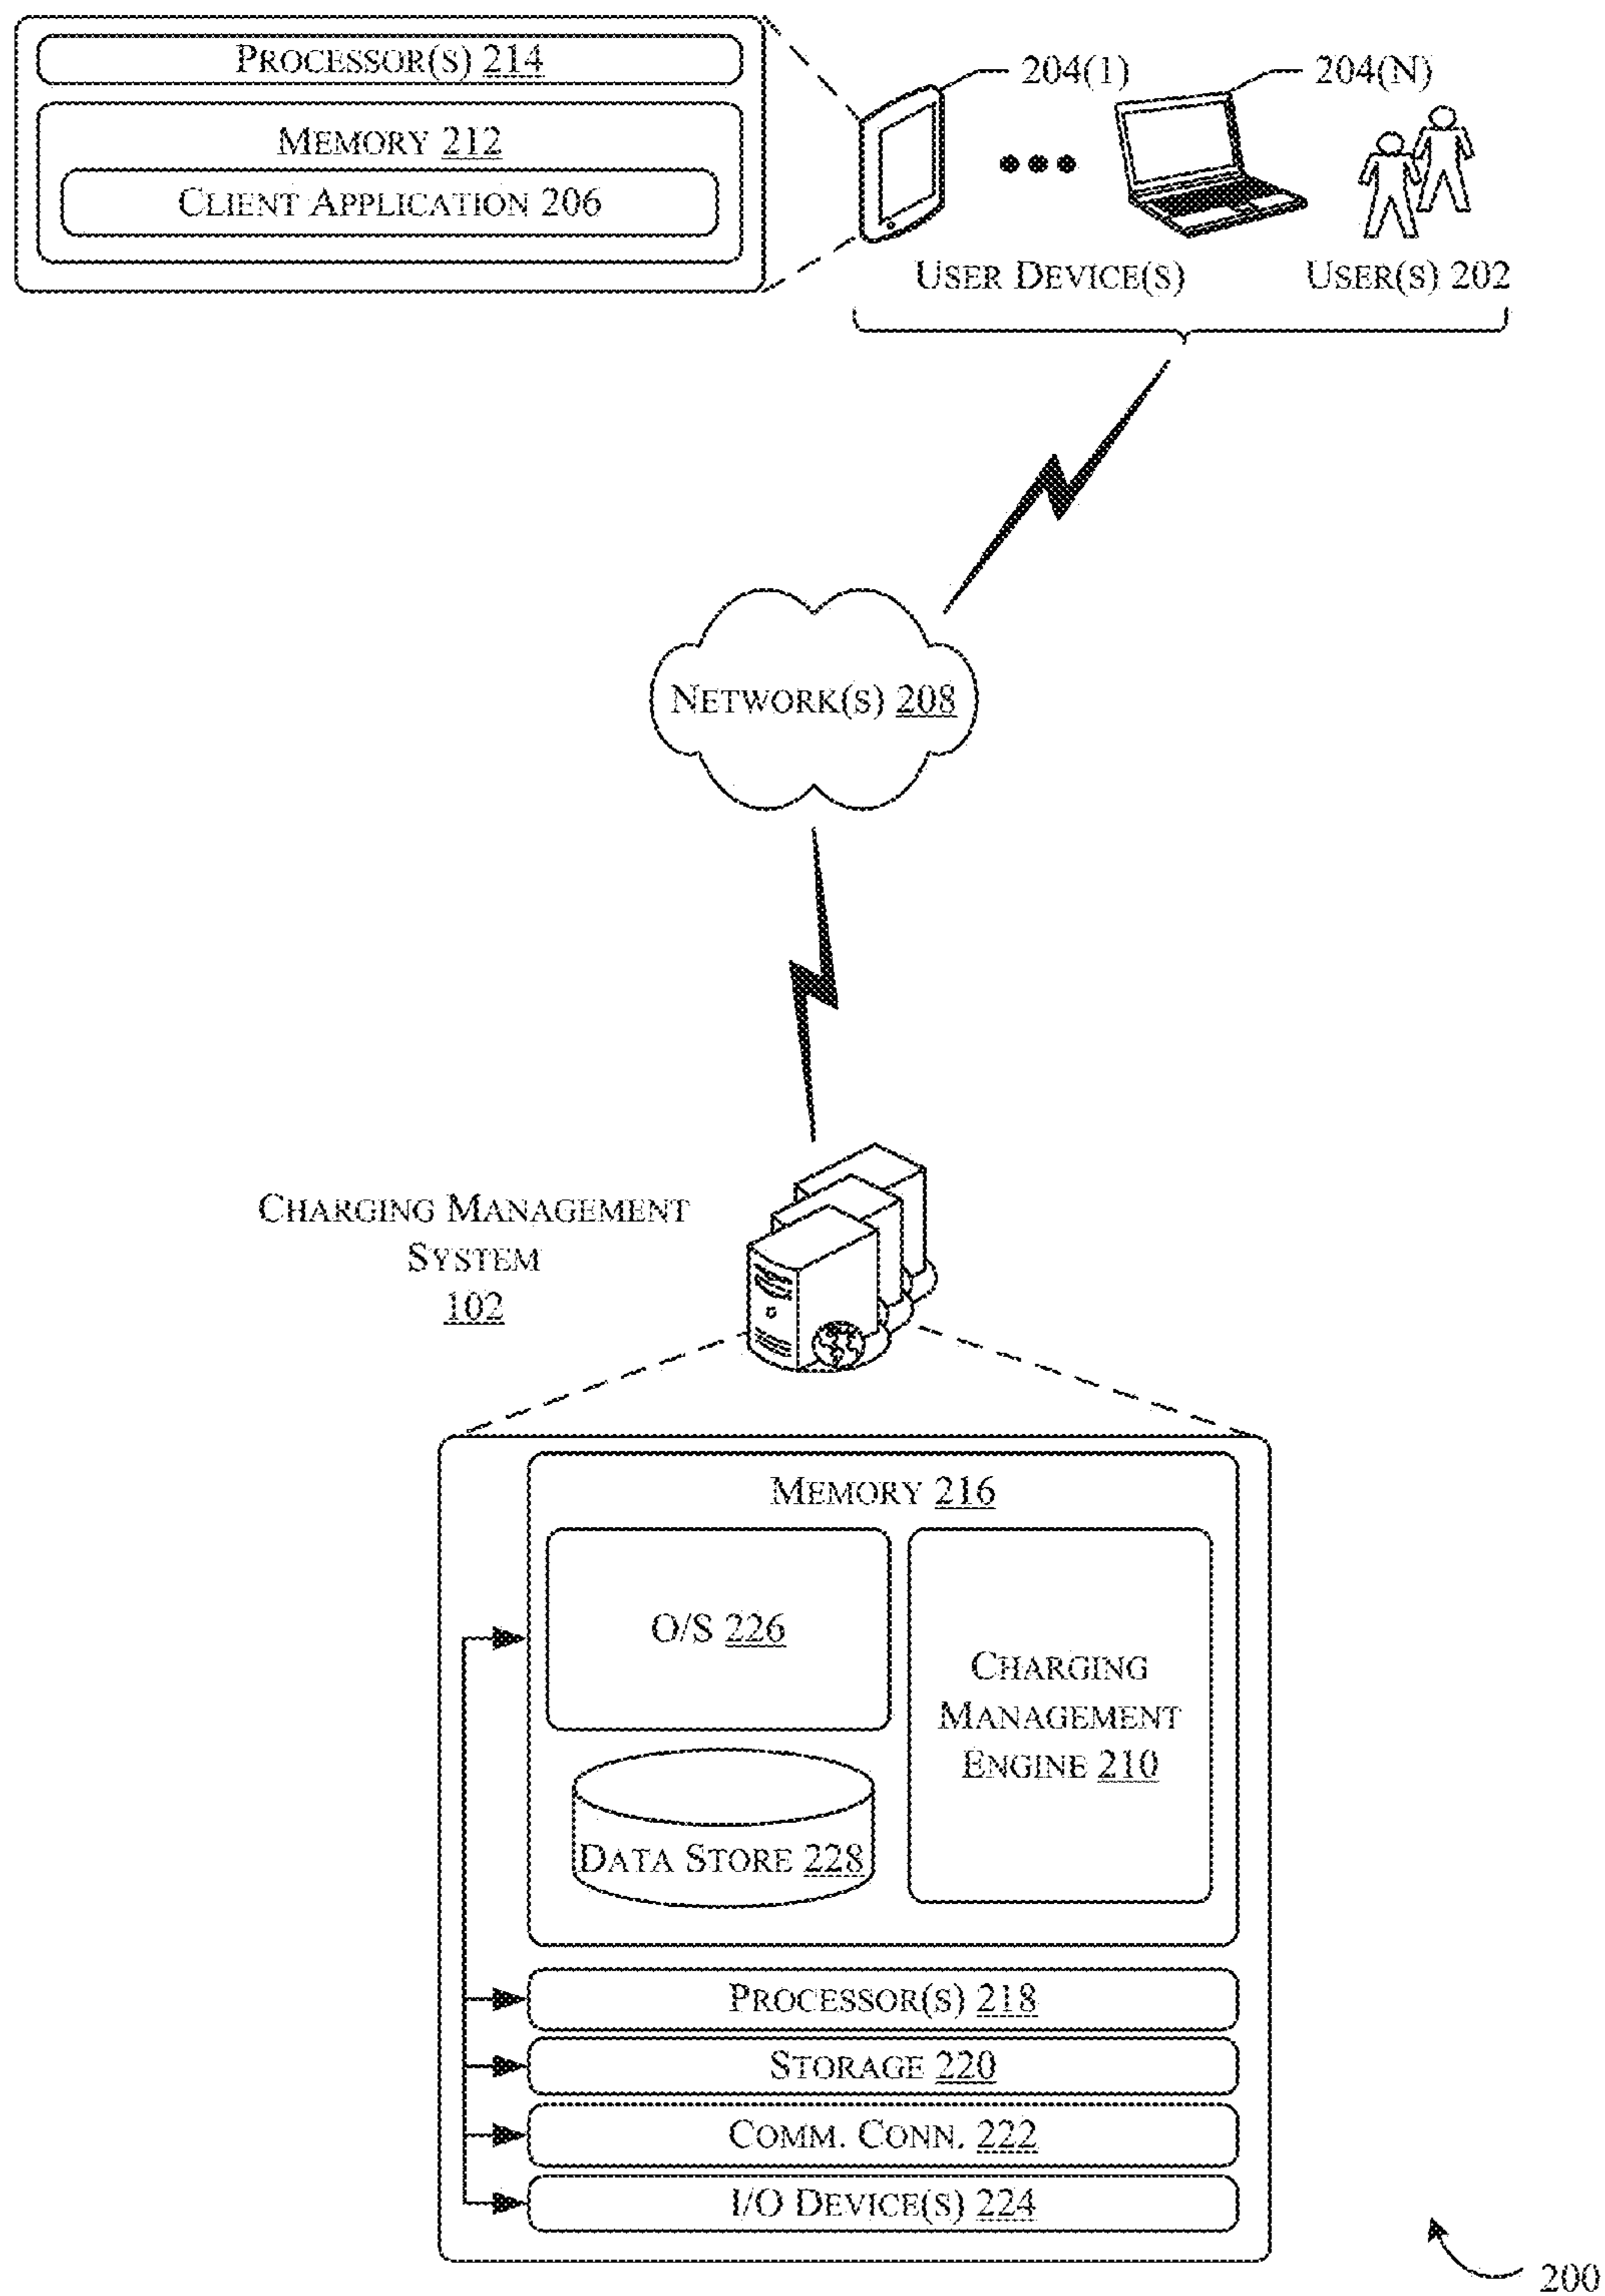 PROCESSOR(S) 214
MEMORY 212
CLIENT APPLICATION 206
204(1)
204(N)
USER DEVICE(S)
USER(S) 202
NETWORK(S) 208
CHARGING MANAGEMENT
SYSTEM
102
MEMORY 216
O/S 226
CHARGING
MANAGEMENT
ENGINE 210
DATA STORE 228
PROCESSOR(S) 218
STORAGE 220
COMM. CONN. 222
I/O DEVICE(S) 224
200